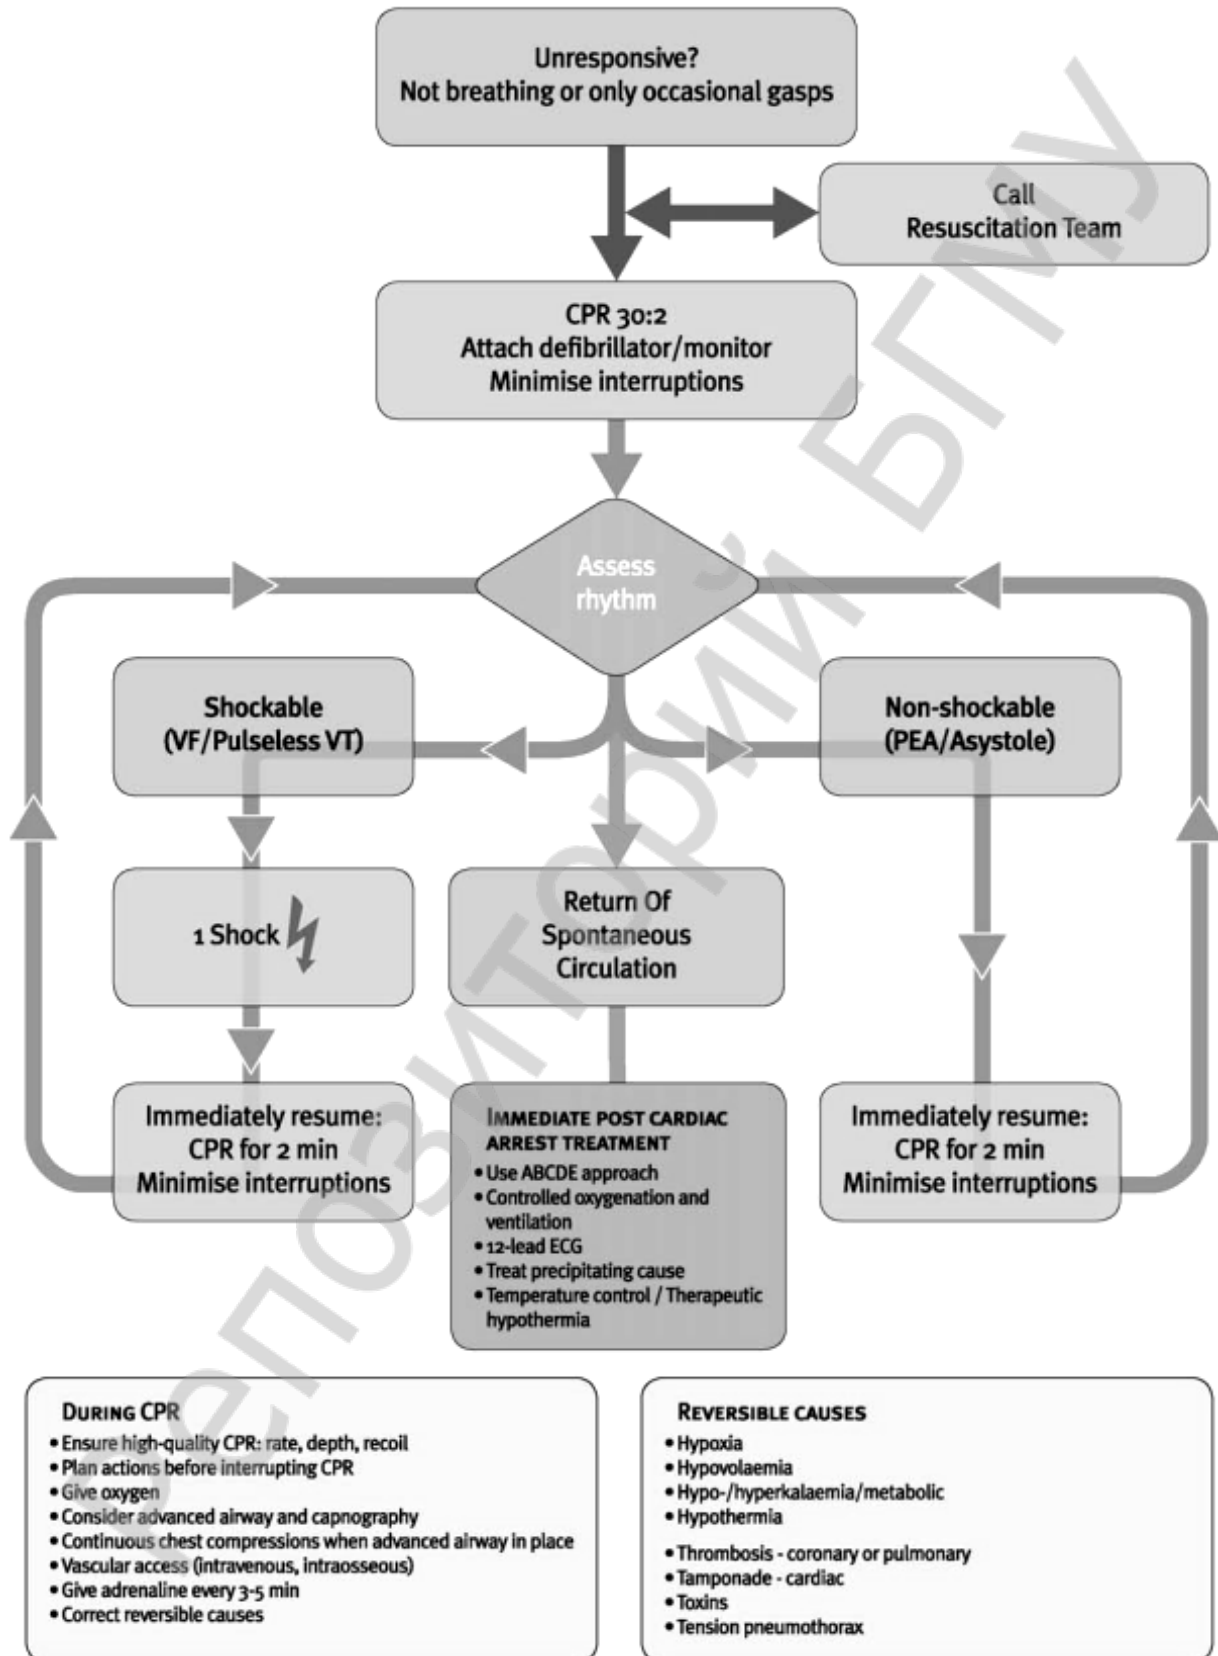 Unresponsive?
Not breathing or only occasional gasps
Call
Resuscitation Team
CPR 30:2
Attach defibrillator/monitor
Minimise interruptions
Assess
rhythm
Shockable
(VF/Pulseless VT)
Non-shockable
(PEA/Asystole)
1 Shock
Return Of
Spontaneous
Circulation
Immediately resume:
CPR for 2 min
Minimise interruptions
IMMEDIATE POST CARDIAC
ARREST TREATMENT
• Use ABCDE approach
• Controlled oxygenation and
ventilation
• 12-lead ECG
• Treat precipitating cause
• Temperature control / Therapeutic
hypothermia
Immediately resume:
CPR for 2 min
Minimise interruptions
DURING CPR
• Ensure high-quality CPR: rate, depth, recoil
• Plan actions before interrupting CPR
• Give oxygen
• Consider advanced airway and capnography
• Continuous chest compressions when advanced airway in place
• Vascular access (intravenous, intraosseous)
• Give adrenaline every 3-5 min
• Correct reversible causes
REVERSIBLE CAUSES
• Hypoxia
• Hypovolaemia
• Hypo-/hyperkalaemia/metabolic
• Hypothermia
• Thrombosis - coronary or pulmonary
• Tamponade - cardiac
• Toxins
• Tension pneumothorax
Репозиторий БГМУ